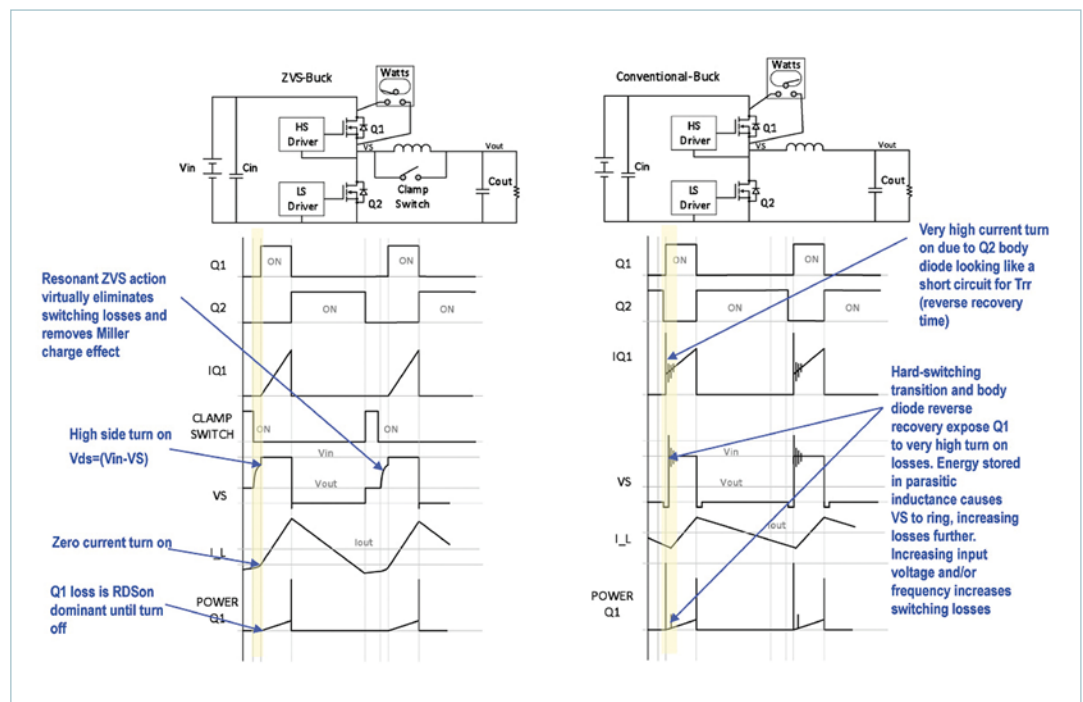 ZVS-Buck
Watts
HS
Driver
Q1
VS
Vout
Vin
Cin
LS
Driver
Q2
Clamp
Switch
Cout
Conventional-Buck
Watts
HS
Driver
Q1
VS
Vout
Cin
LS
Driver
Q2
Cout
Resonant ZVS action
virtually eliminates
switching losses and
removes Miller
charge effect
High side turn on
Vds=(Vin-VS)
Zero current turn on
Q1 loss is RDSon
dominant until turn
off
Q1
ON
ON
Q2
ON
ON
IQ1
CLAMP
SWITCH
ON
ON
Vin
Vout
VS
Iout
I_L
POWER
Q1
Q1
ON
ON
Q2
ON
ON
IQ1
Vin
Vout
VS
Iout
I_L
POWER
Q1
Very high current turn
on due to Q2 body
diode looking like a
short circuit for Trr
(reverse recovery
time)
Hard-switching
transition and body
diode reverse
recovery expose Q1
to very high turn on
losses. Energy stored
in parasitic
inductance causes
VS to ring, increasing
losses further.
Increasing input
voltage and/or
frequency increases
switching losses